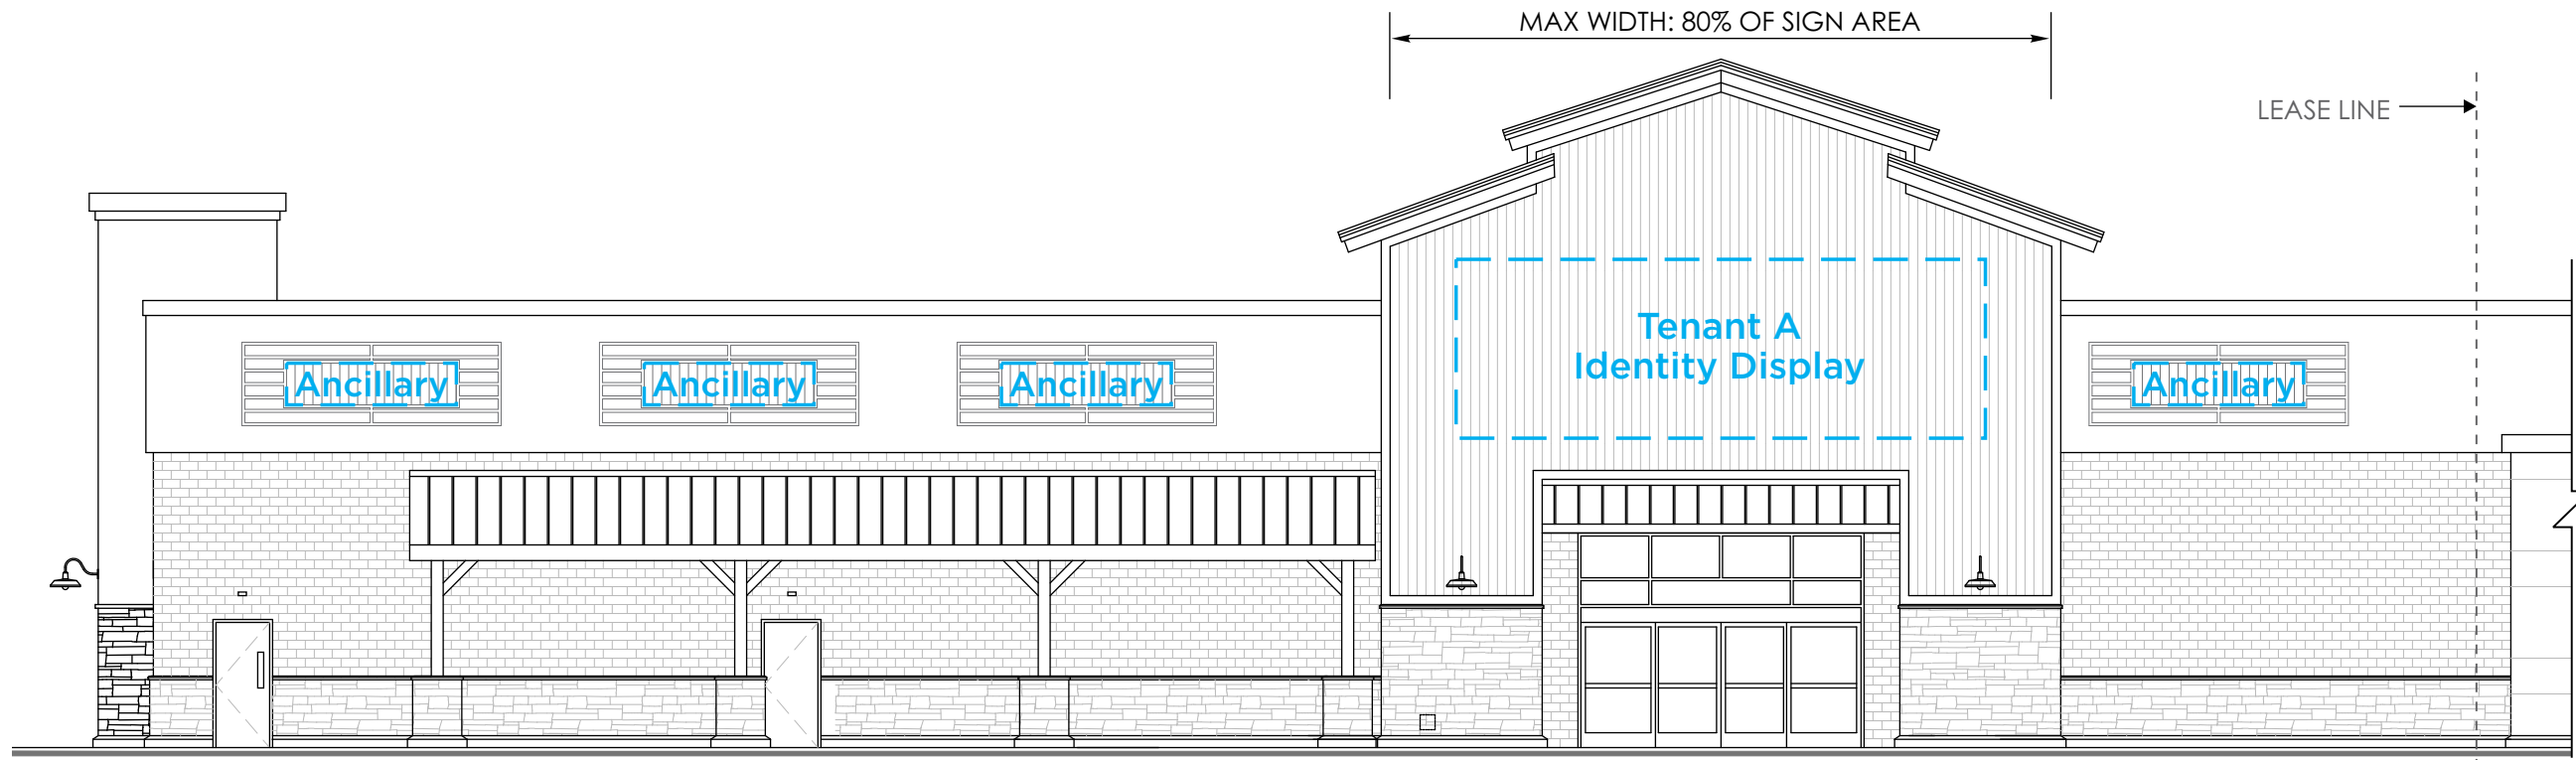 MAX WIDTH: 80% OF SIGN AREA
LEASE LINE
Tenant A
Identity Display
Ancillary
Ancillary
Ancillary
Ancillary